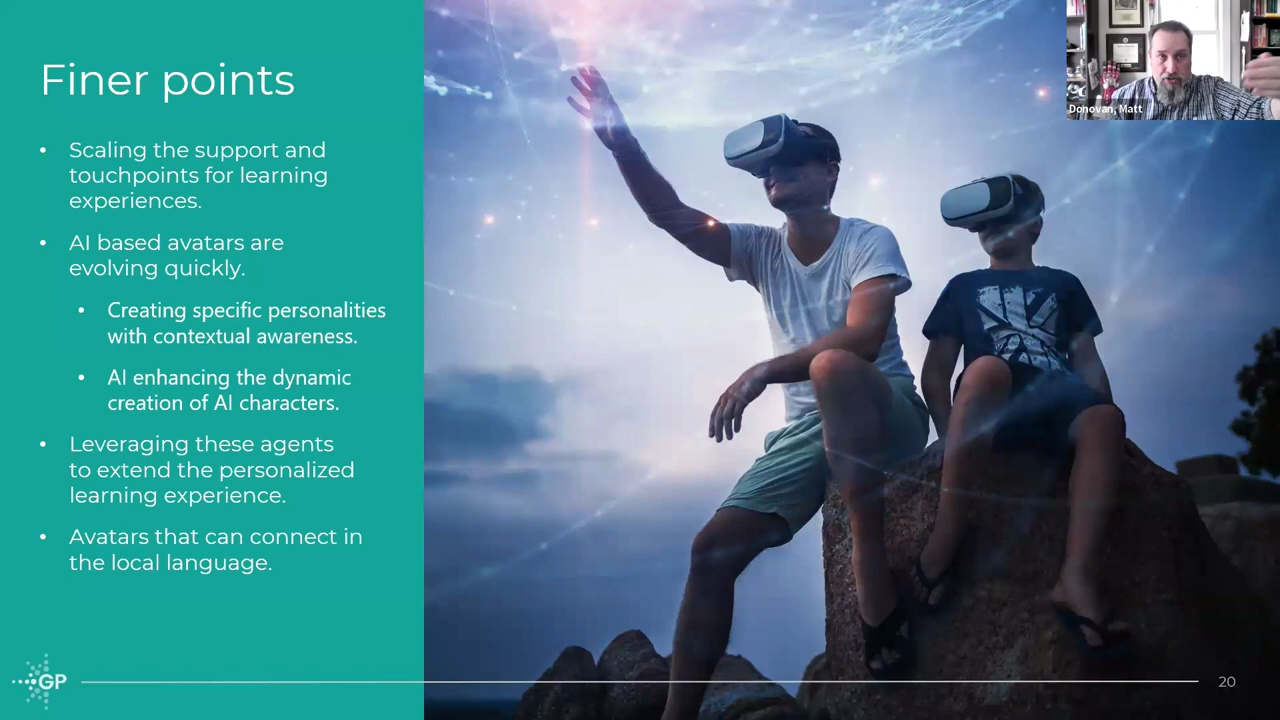 Finer points
• Scaling the support and
touchpoints for learning
experiences.
• AI based avatars are
evolving quickly.
• Creating specific personalities
with contextual awareness.
• AI enhancing the dynamic
creation of AI characters.
• Leveraging these agents
to extend the personalized
learning experience.
• Avatars that can connect in
the local language.
Donovan, Matt
GP
20